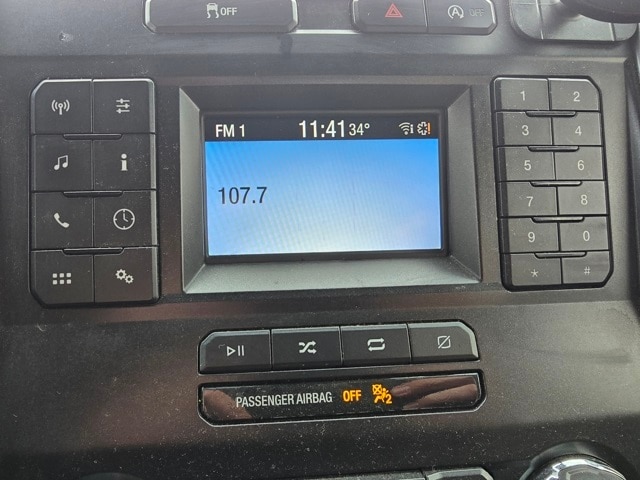 OFF
A OFF
FM 1 11:41 34°
107.7
1 2
3 4
5 6
7 8
9 0
* #
i
PASSENGER AIRBAG OFF 2